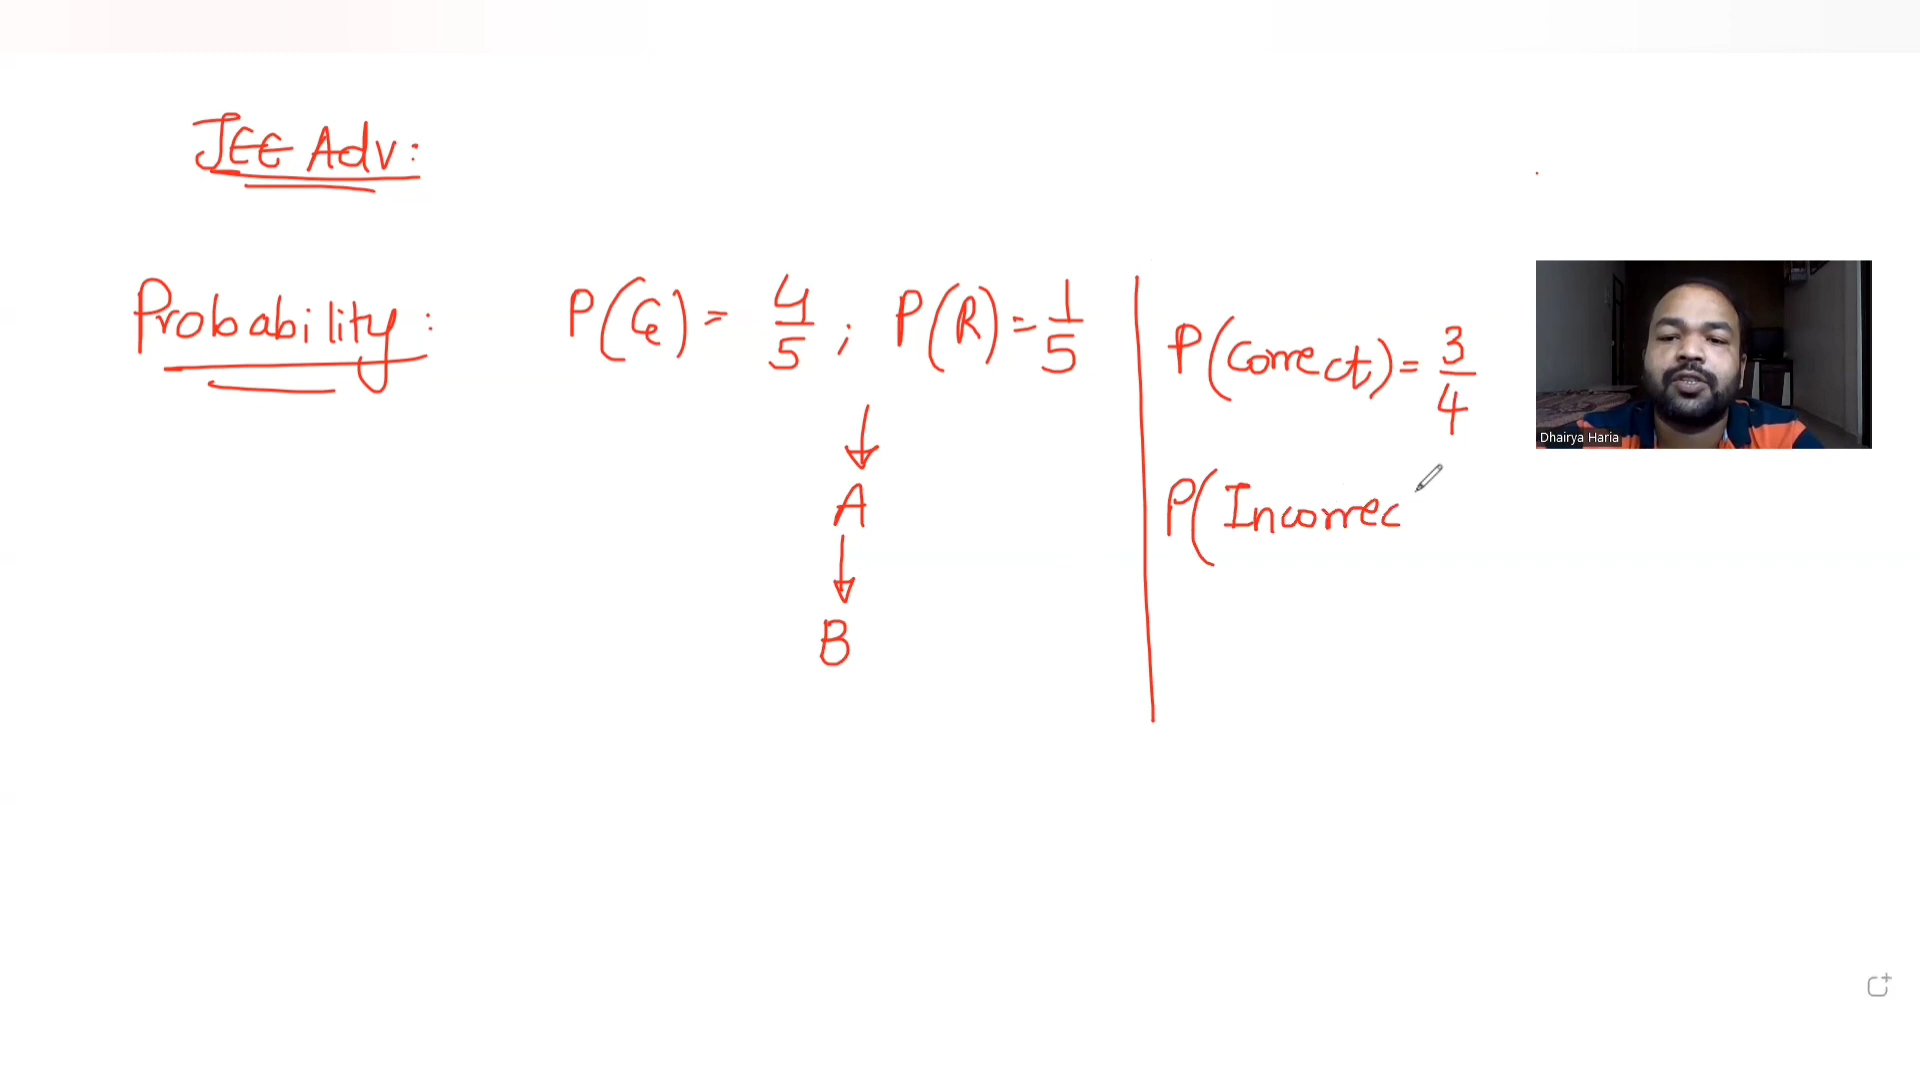 JEE Adv:
Probability: P(G) = 4/5 ; P(R) = 1/5
P(correct) = 3/4
A
P(Incorrec
B
Dhairya Haria